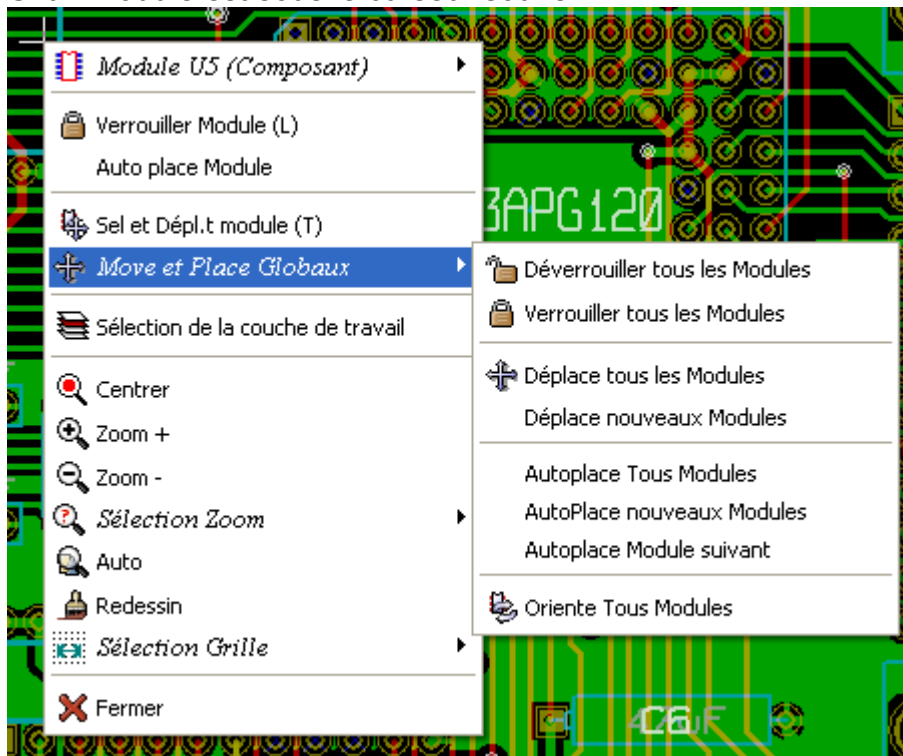 Module U5 (Composant)
Verrouiller Module (L)
Auto place Module
3APG120
Sel et Dépl.t module (T)
Move et Place Globaux
Déverrouiller tous les Modules
Verrouiller tous les Modules
Sélection de la couche de travail
Déplace tous les Modules
Centrer
Déplace nouveaux Modules
Zoom +
Autoplace Tous Modules
Zoom -
AutoPlace nouveaux Modules
Sélection Zoom
Autoplace Module suivant
Auto
Redessin
Oriente Tous Modules
Sélection Grille
Fermer
C6